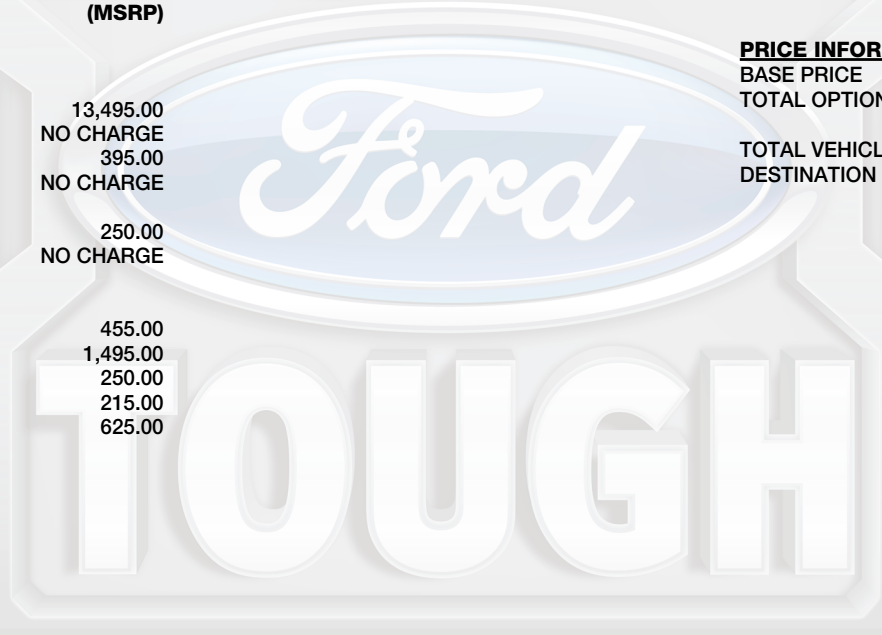 (MSRP)
13,495.00
NO CHARGE
395.00
NO CHARGE
250.00
NO CHARGE
455.00
1,495.00
250.00
215.00
625.00
PRICE INFOR
BASE PRICE
TOTAL OPTION
TOTAL VEHICL
DESTINATION
Ford
TOUGH